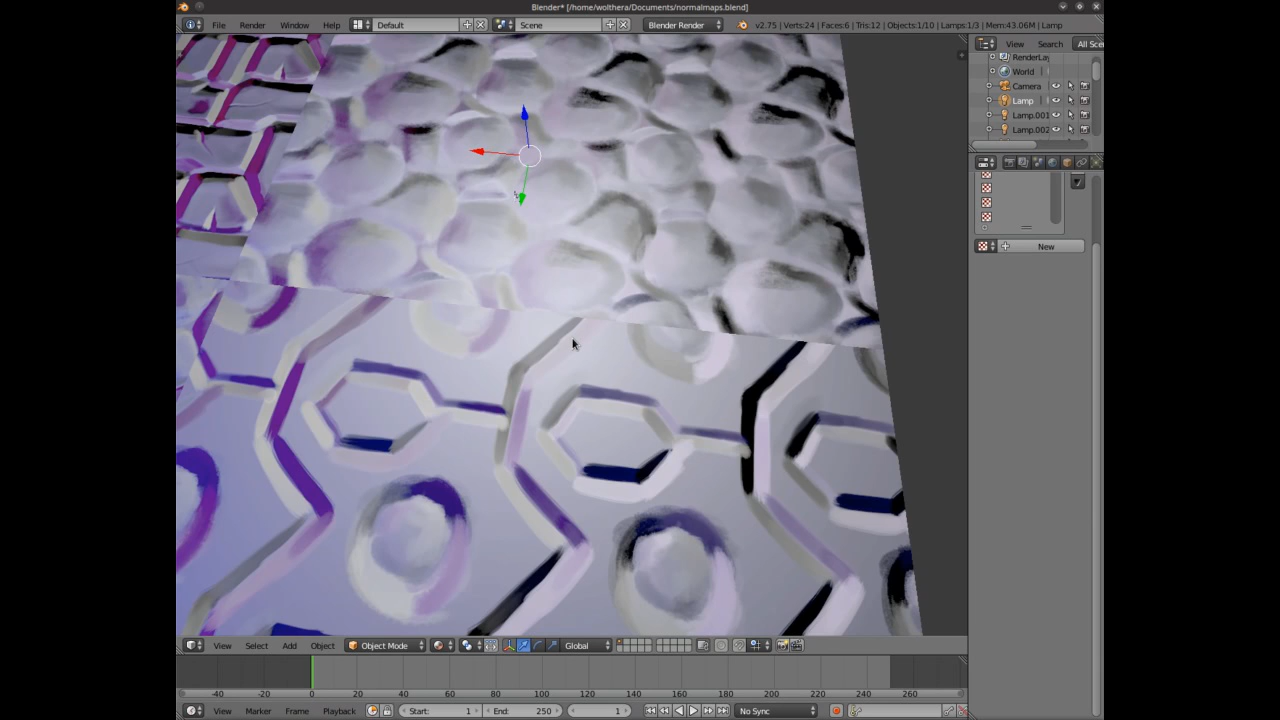 Blender* [/home/wolthera/Documents/normalmaps.blend]
File Render Window Help Default Scene Blender Render v2.75 | Verts:24 | Faces:6 | Tris:12 | Objects:1/10 | Lamps:1/3 | Mem:43.06M | Lamp
View Search All Sce
RenderLay
World
Camera
Lamp
Lamp.001
Lamp.002
New
View Select Add Object Object Mode Global
-40 -20 0 20 40 60 80 100 120 140 160 180 200 220 240 260
View Marker Frame Playback Start: 1 End: 250 1 No Sync